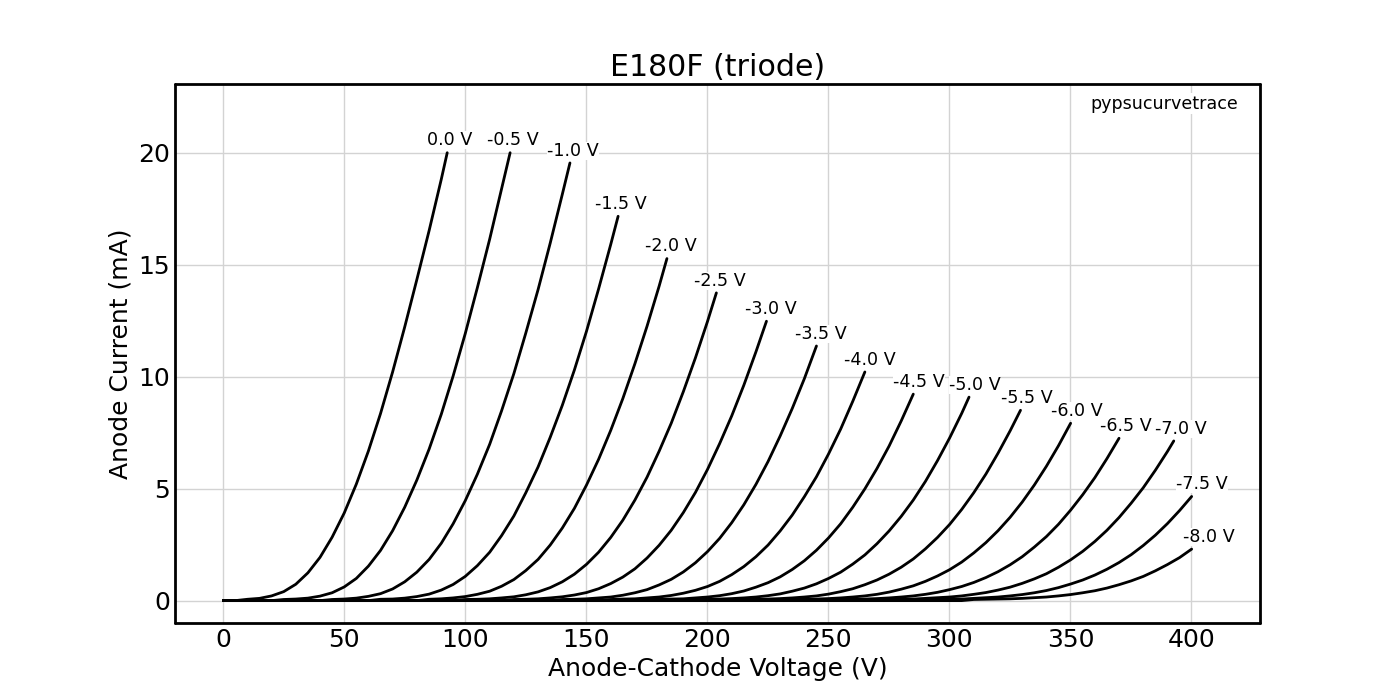 E180F (triode)
pypsucurvetrace
0.0 V
-0.5 V
-1.0 V
-1.5 V
-2.0 V
-2.5 V
-3.0 V
-3.5 V
-4.0 V
-4.5 V
-5.0 V
-5.5 V
-6.0 V
-6.5 V
-7.0 V
-7.5 V
-8.0 V
20
15
10
5
0
Anode Current (mA)
0 50 100 150 200 250 300 350 400
Anode-Cathode Voltage (V)